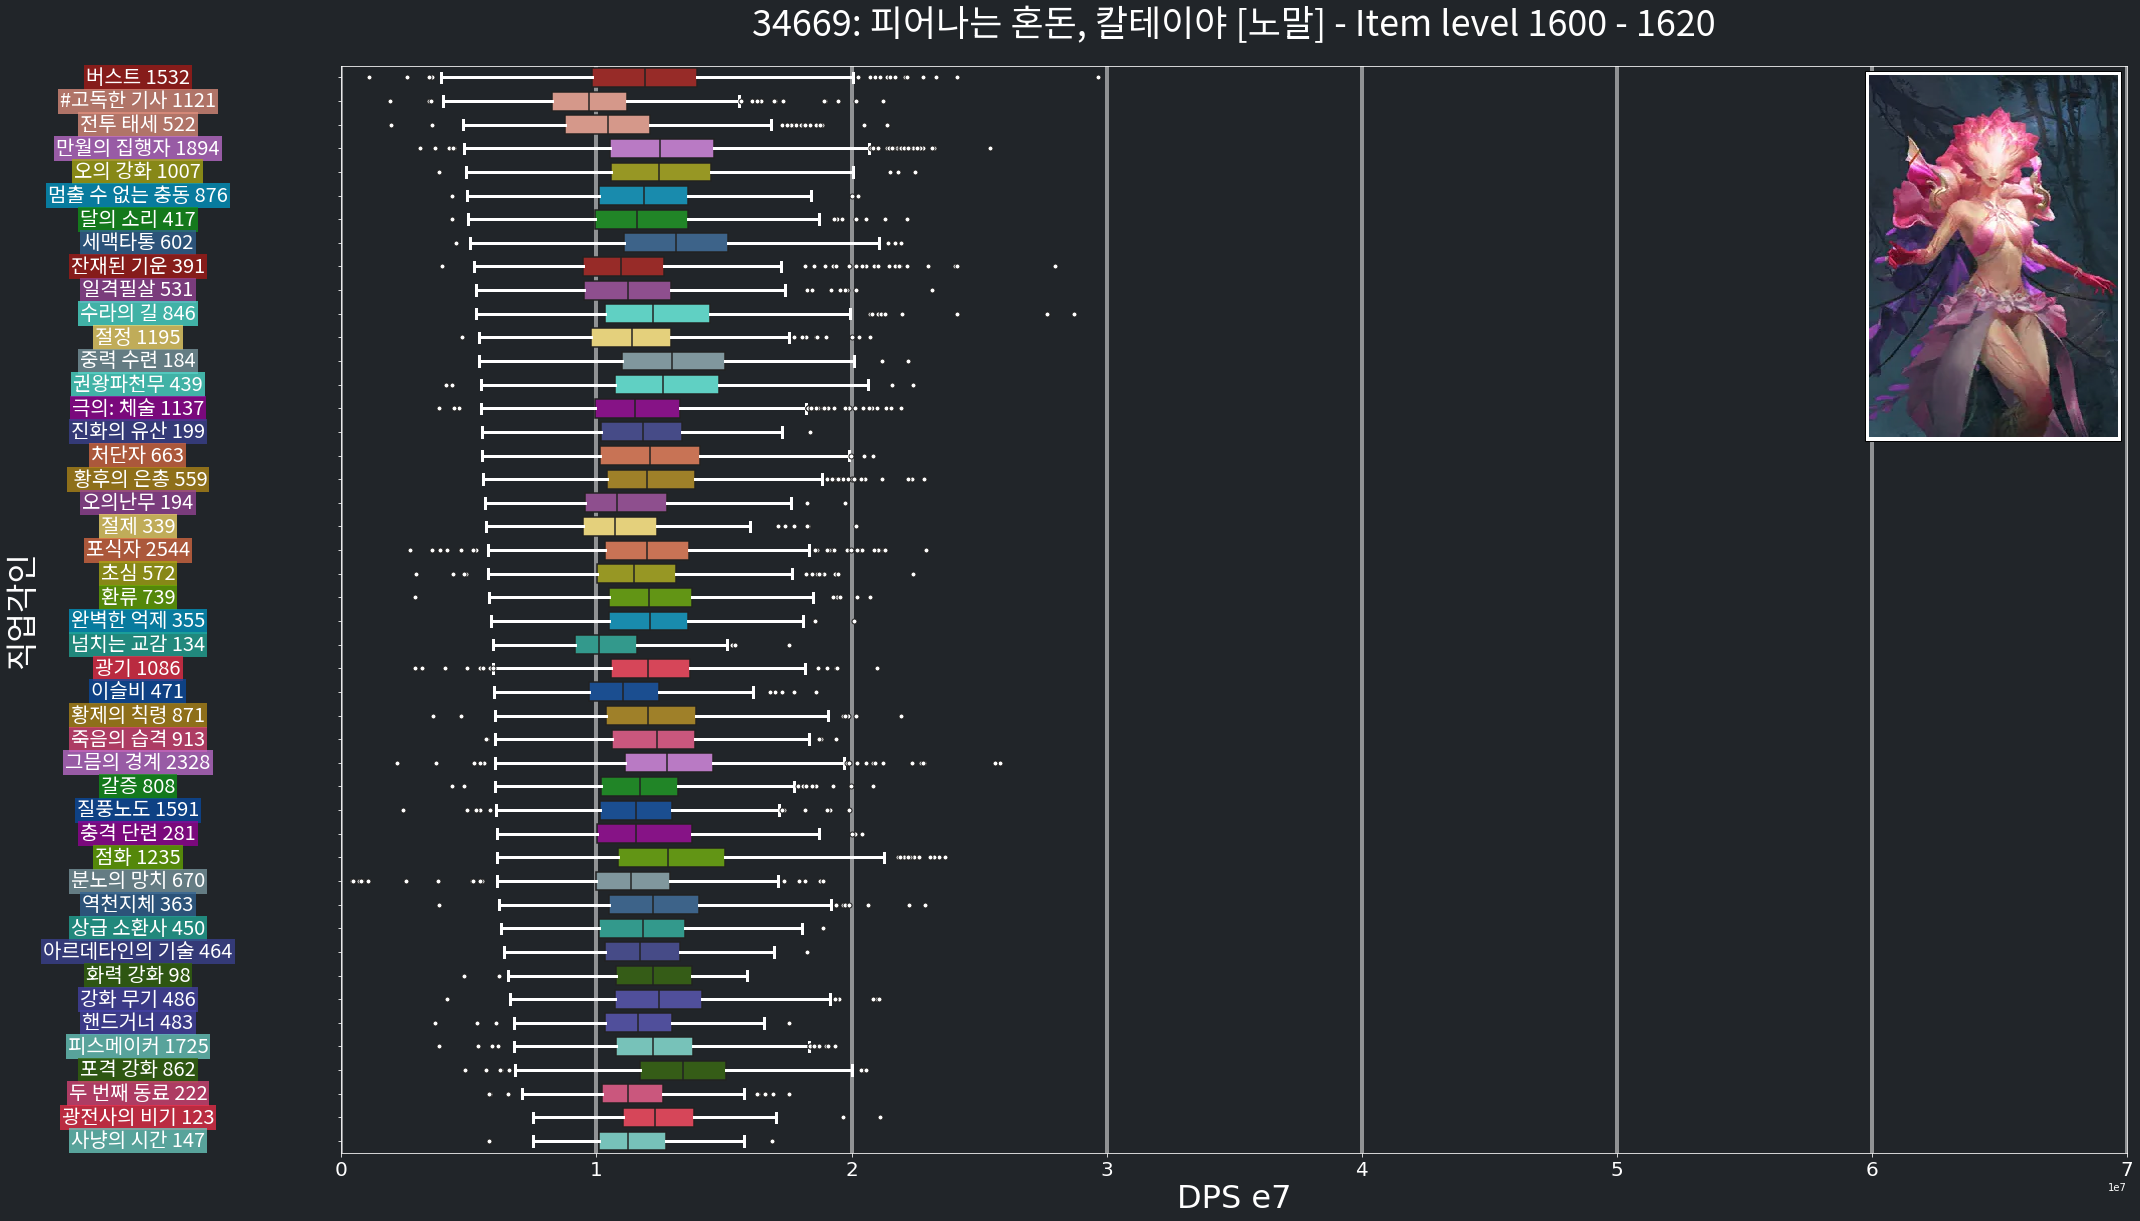 34669: 피어나는 혼돈, 칼테이야 [노말] - Item level 1600 - 1620
직업각인
버스트 1532
#고독한 기사 1121
전투 태세 522
만월의 집행자 1894
오의 강화 1007
멈출 수 없는 충동 876
달의 소리 417
세맥타통 602
잔재된 기운 391
일격필살 531
수라의 길 846
절정 1195
중력 수련 184
권왕파천무 439
극의: 체술 1137
진화의 유산 199
처단자 663
황후의 은총 559
오의난무 194
절제 339
포식자 2544
초심 572
환류 739
완벽한 억제 355
넘치는 교감 134
광기 1086
이슬비 471
황제의 칙령 871
죽음의 습격 913
그믐의 경계 2328
갈증 808
질풍노도 1591
충격 단련 281
점화 1235
분노의 망치 670
역천지체 363
상급 소환사 450
아르데타인의 기술 464
화력 강화 98
강화 무기 486
핸드거너 483
피스메이커 1725
포격 강화 862
두 번째 동료 222
광전사의 비기 123
사냥의 시간 147
0 1 2 3 4 5 6 7
1e7
DPS e7